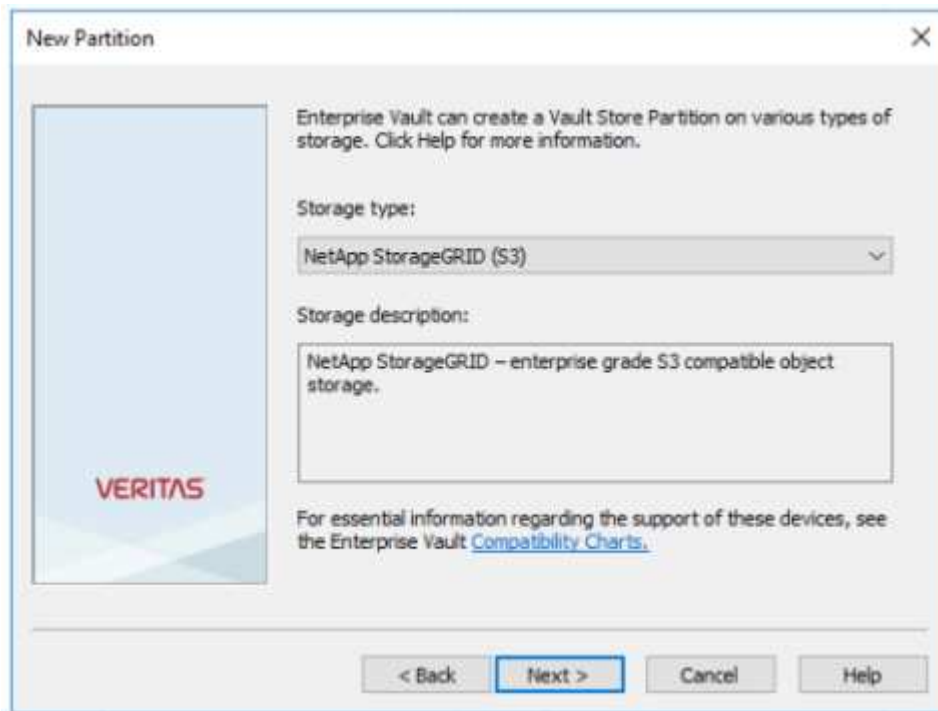 New Partition
Enterprise Vault can create a Vault Store Partition on various types of
storage. Click Help for more information.
Storage type:
NetApp StorageGRID (S3)
Storage description:
NetApp StorageGRID – enterprise grade S3 compatible object
storage.
VERITAS
For essential information regarding the support of these devices, see
the Enterprise Vault Compatibility Charts.
< Back Next > Cancel Help